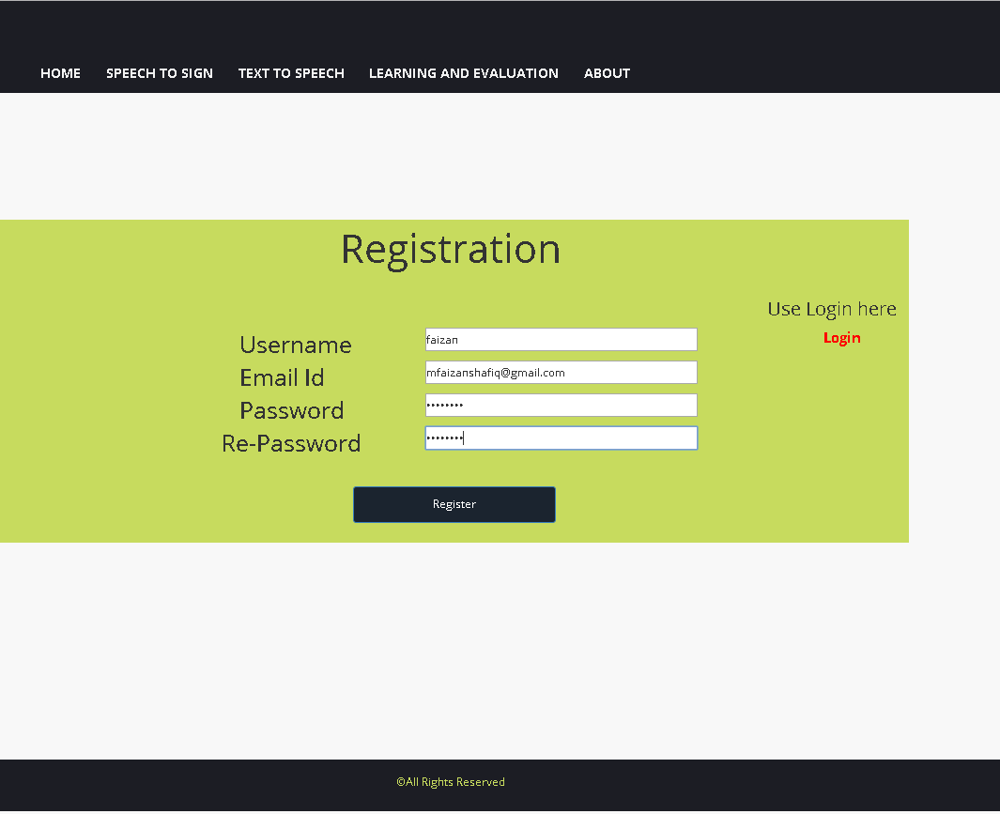 HOME SPEECH TO SIGN TEXT TO SPEECH LEARNING AND EVALUATION ABOUT
Registration
Use Login here
Login
Username faizan
Email Id mfaizanshafiq@gmail.com
Password ••••••••
Re-Password ••••••••
Register
©All Rights Reserved